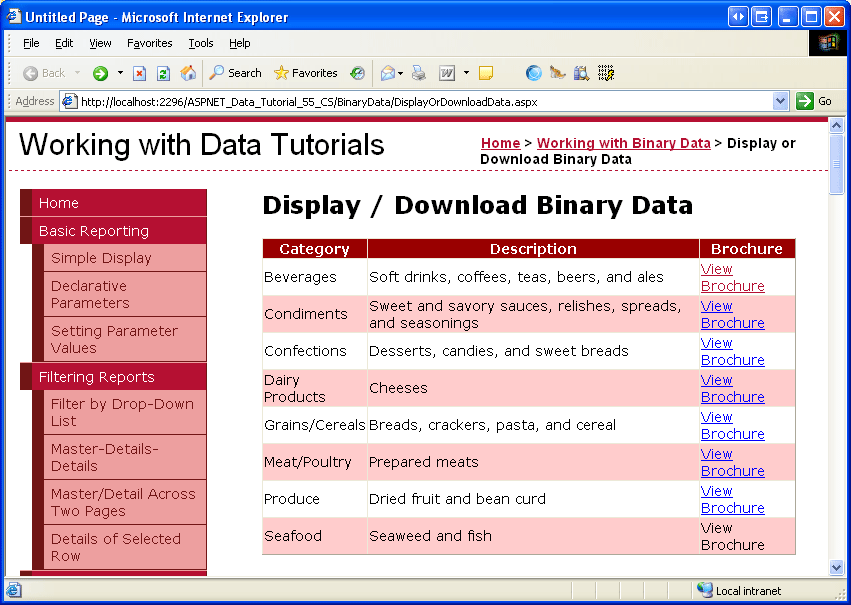 Untitled Page - Microsoft Internet Explorer
File Edit View Favorites Tools Help
Back Search Favorites
Address http://localhost:2296/ASPNET_Data_Tutorial_55_CS/BinaryData/DisplayOrDownloadData.aspx Go
Working with Data Tutorials
Home > Working with Binary Data > Display or
Download Binary Data
Home
Basic Reporting
Simple Display
Declarative
Parameters
Setting Parameter
Values
Filtering Reports
Filter by Drop-Down
List
Master-Details-
Details
Master/Detail Across
Two Pages
Details of Selected
Row
Display / Download Binary Data
Category Description Brochure
Beverages Soft drinks, coffees, teas, beers, and ales View
Brochure
Condiments Sweet and savory sauces, relishes, spreads,
and seasonings View
Brochure
Confections Desserts, candies, and sweet breads View
Brochure
Dairy
Products Cheeses View
Brochure
Grains/Cereals Breads, crackers, pasta, and cereal View
Brochure
Meat/Poultry Prepared meats View
Brochure
Produce Dried fruit and bean curd View
Brochure
Seafood Seaweed and fish View
Brochure
Local intranet